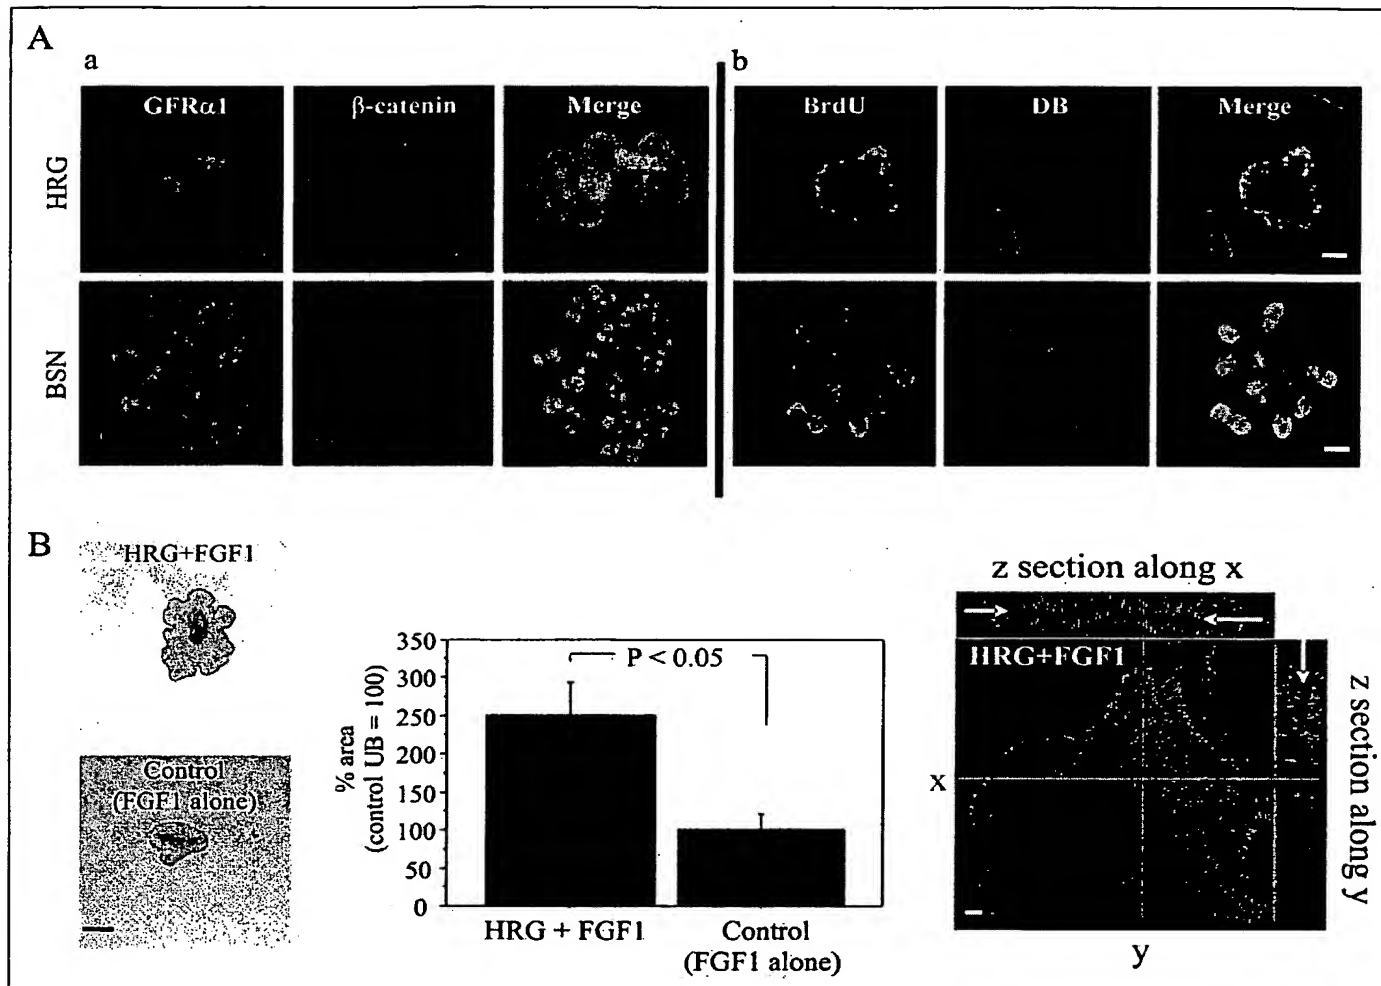 A
a
b
GFRα1
β-catenin
Merge
BrdU
DB
Merge
HRG
BSN
B
HRG+FGF1
Control
(FGF1 alone)
350
300
250
200
150
100
50
0
% area
(control UB = 100)
P < 0.05
HRG + FGF1
Control
(FGF1 alone)
z section along x
HRG+FGF1
x
y
z section along y